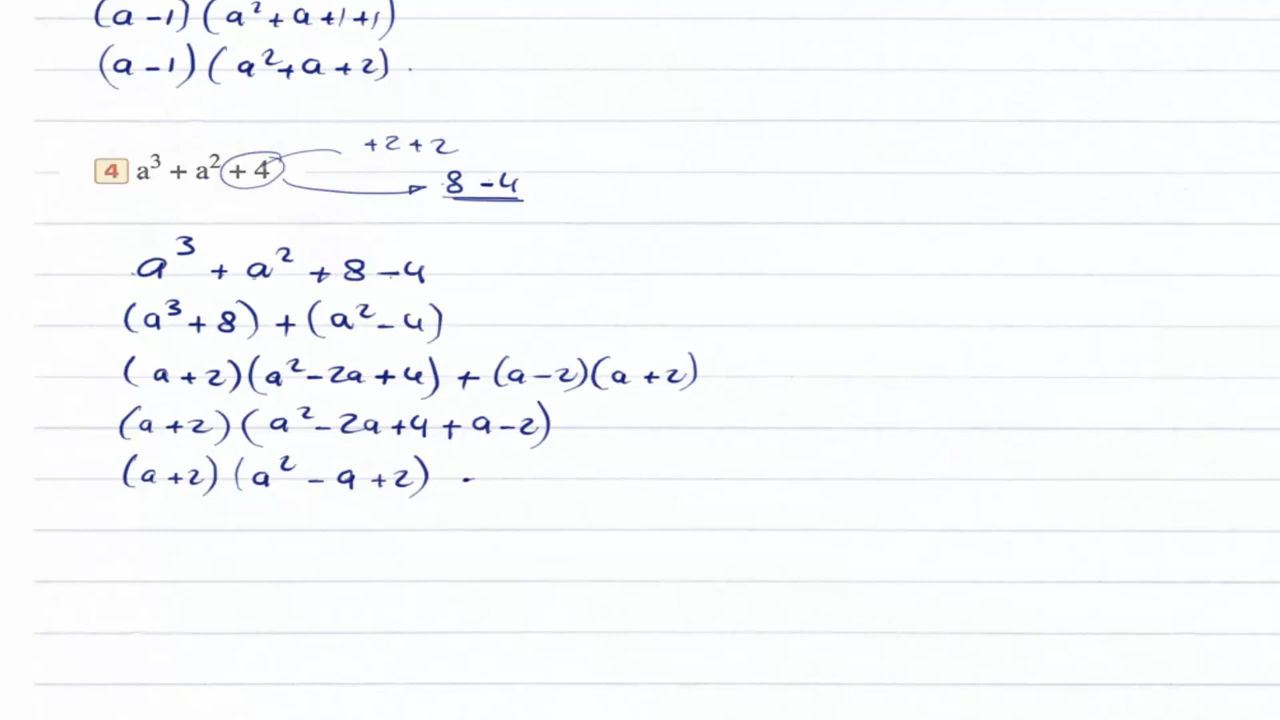 (a -1) (a² + a +1 +1)
(a -1) (a² + a + 2) .
+2 +2
4 a³ + a² + 4
8 - 4
a³ + a² + 8 - 4
(a³ + 8) + (a² - 4)
(a + 2)(a² - 2a + 4) + (a - 2)(a + 2)
(a + 2) (a² - 2a + 4 + a - 2)
(a + 2) (a² - a + 2) .